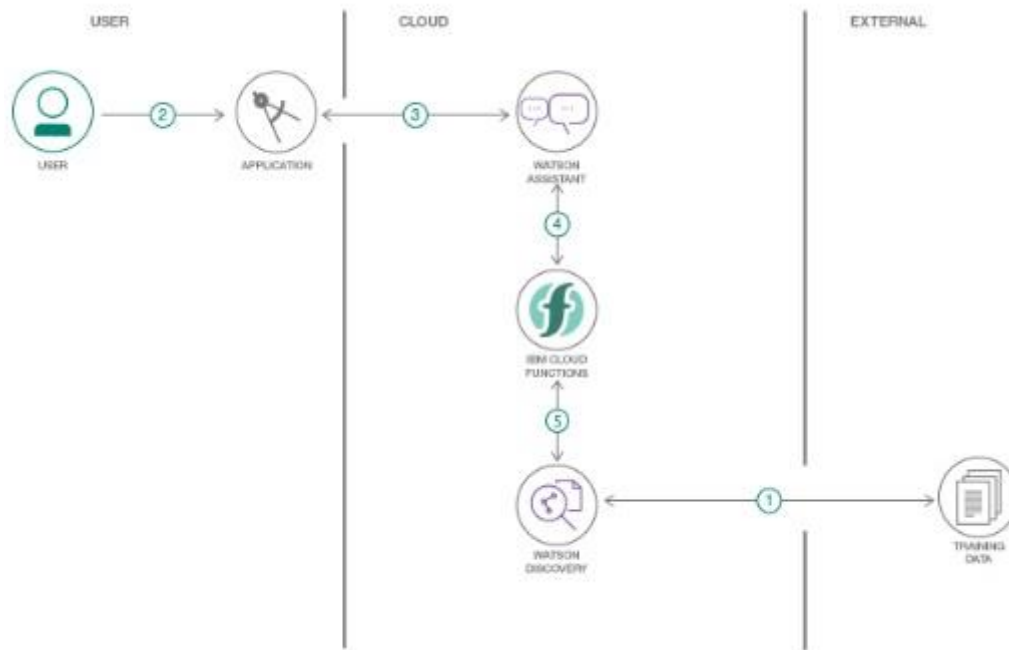 USER
CLOUD
EXTERNAL
2
3
USER
APPLICATION
WATSON
ASSISTANT
4
IBM CLOUD
FUNCTIONS
5
1
WATSON
DISCOVERY
TRAINING
DATA